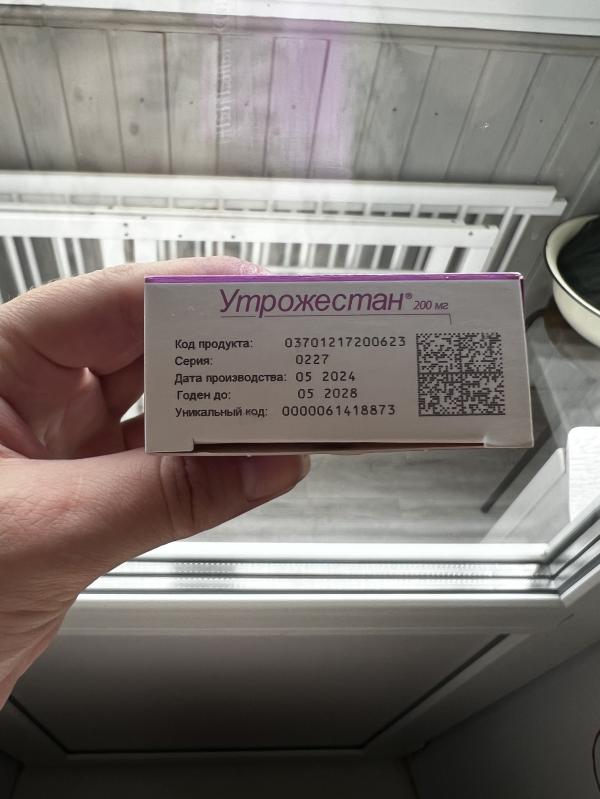 Утрожестан® 200 мг
Код продукта: 03701217200623
Серия: 0227
Дата производства: 05 2024
Годен до: 05 2028
Уникальный код: 0000061418873